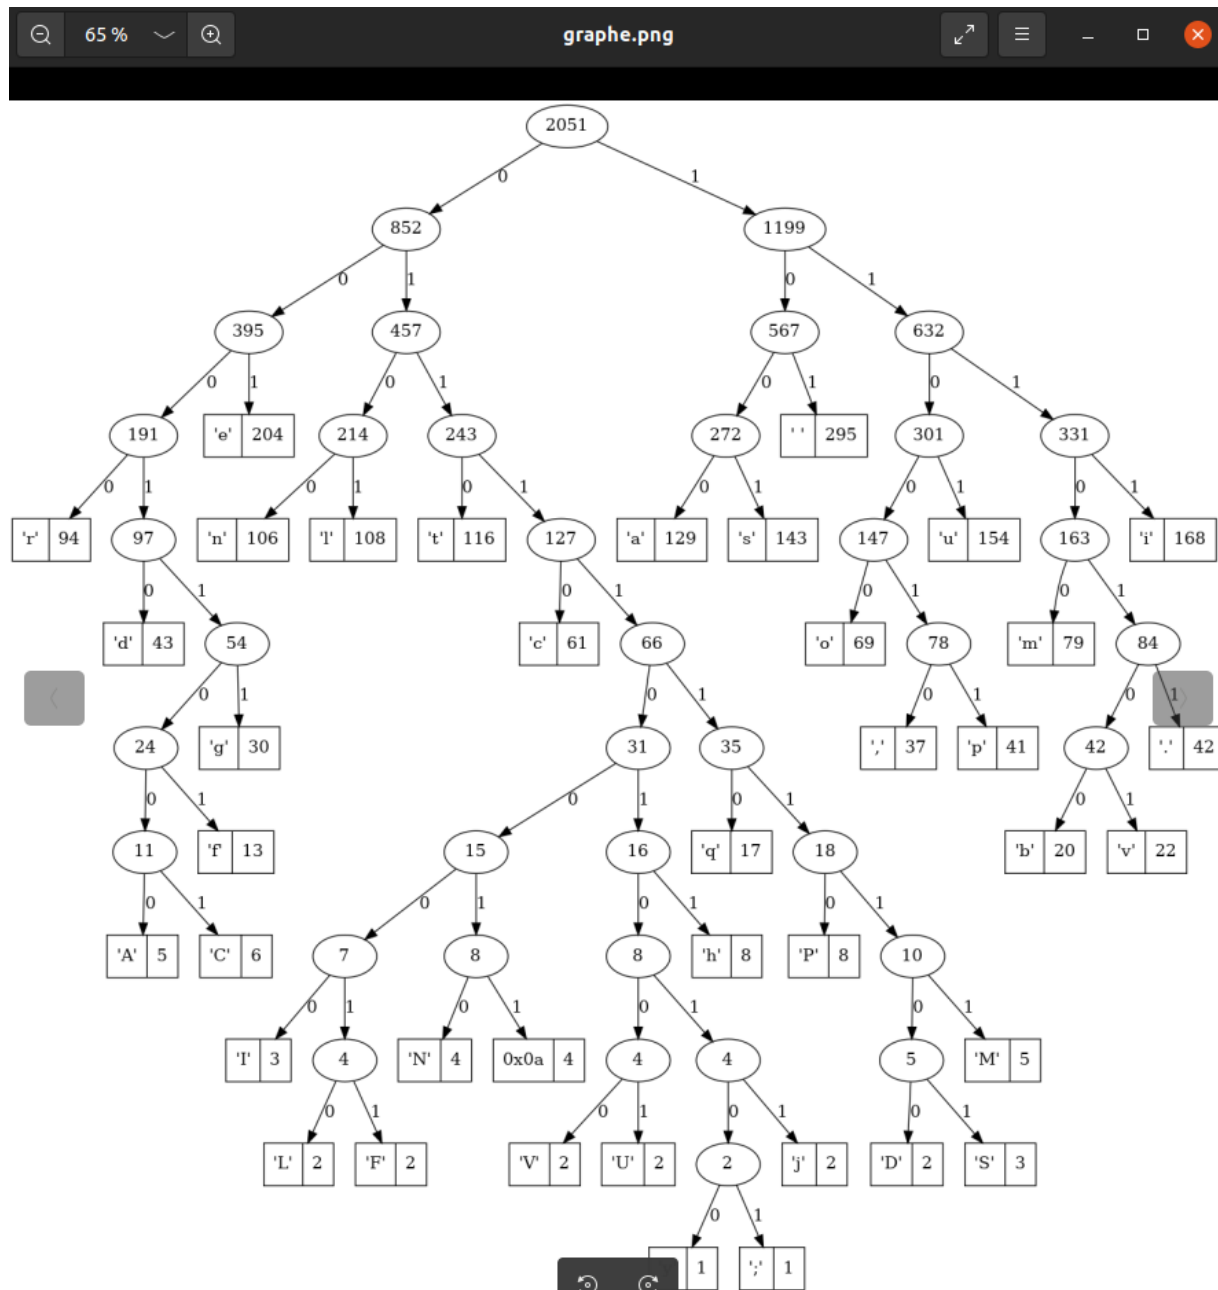 65 % graphe.png
2051
0 1
852 1199
0 1 0 1
395 457 567 632
0 1 0 1 0 1 0 1
191 'e' 204 214 243 272 ' ' 295 301 331
0 1 0 1 0 1 0 1 0 1 0 1
'r' 94 97 'n' 106 'l' 108 't' 116 127 'a' 129 's' 143 147 'u' 154 163 'i' 168
0 1 0 1 0 1 0 1
'd' 43 54 'c' 61 66 'o' 69 78 'm' 79 84
0 1 0 1 0 1 0 1
24 'g' 30 31 35 ',' 37 'p' 41 42 '.' 42
0 1 0 1 0 1 0 1
11 'f' 13 15 16 'q' 17 18 'b' 20 'v' 22
0 1 0 1 0 1 0 1
'A' 5 'C' 6 7 8 8 'h' 8 'P' 8 10
0 1 0 1 0 1 0 1
'I' 3 4 'N' 4 0x0a 4 4 4 5 'M' 5
0 1 0 1 0 1 0 1
'L' 2 'F' 2 'V' 2 'U' 2 2 'j' 2 'D' 2 'S' 3
0 1
1 ';' 1